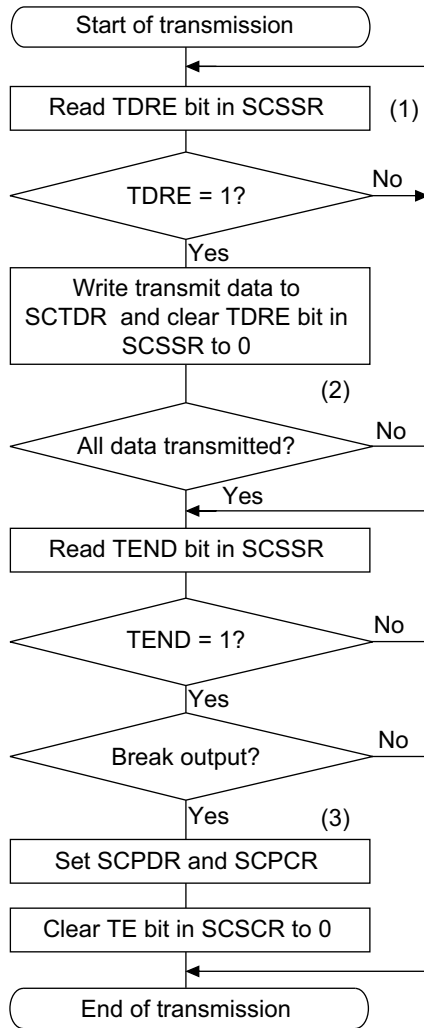 Start of transmission
Read TDRE bit in SCSSR
(1)
TDRE = 1?
No
Yes
Write transmit data to
SCTDR and clear TDRE bit in
SCSSR to 0
(2)
All data transmitted?
No
Yes
Read TEND bit in SCSSR
TEND = 1?
No
Yes
Break output?
No
Yes
(3)
Set SCPDR and SCPCR
Clear TE bit in SCSCR to 0
End of transmission